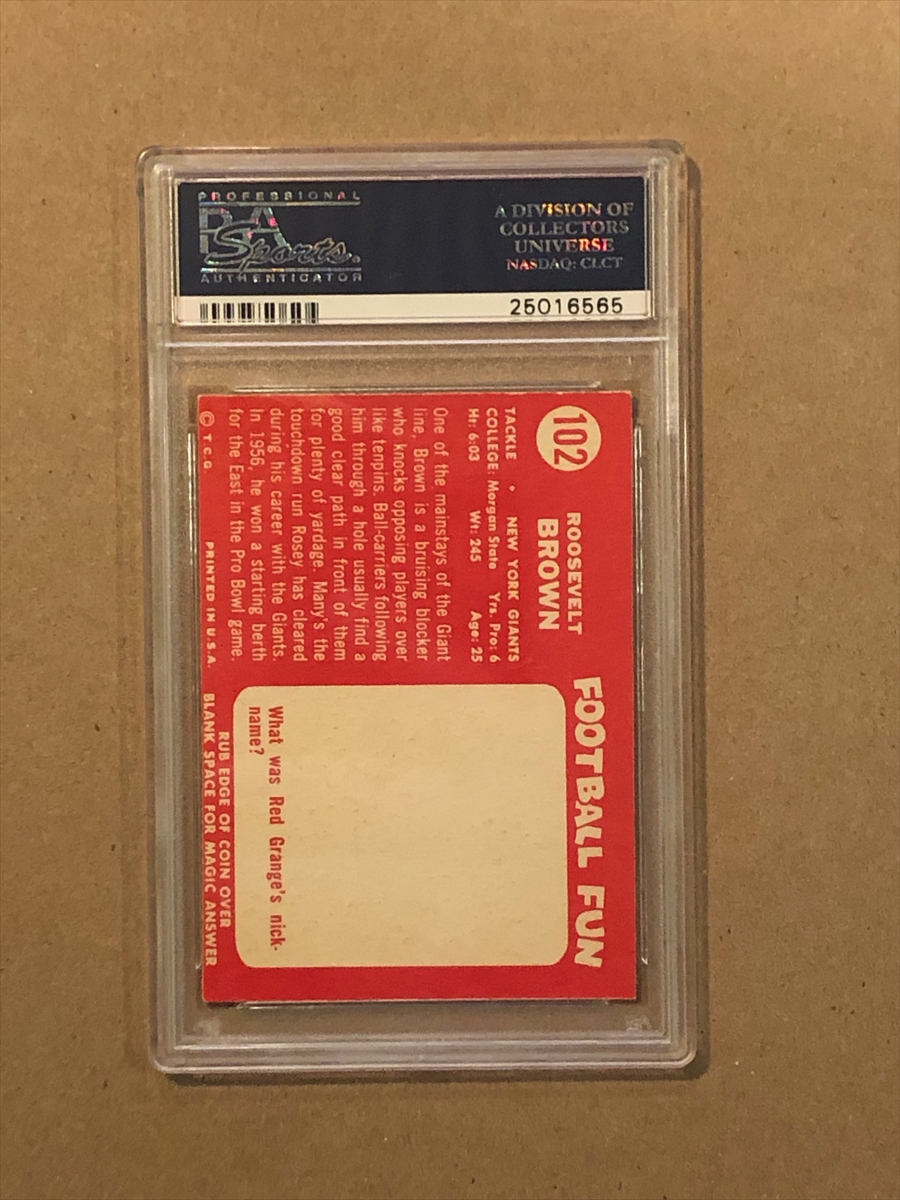 PROFESSIONAL
PSA
Sports.
AUTHENTICATOR
A DIVISION OF
COLLECTORS
UNIVERSE
NASDAQ: CLCT
25016565
102
ROOSEVELT
BROWN
TACKLE • NEW YORK GIANTS
COLLEGE: Morgan State Yrs. Pro: 6
Ht: 6:03 Wt: 245 Age: 25
One of the mainstays of the Giant
line, Brown is a bruising blocker
who knocks opposing players over
like tenpins. Ball-carriers following
him through a hole usually find a
good clear path in front of them
for plenty of yardage. Many's the
touchdown run Rosey has cleared
during his career with the Giants.
In 1956, he won a starting berth
for the East in the Pro Bowl game.
© T.C.G. PRINTED IN U.S.A.
FOOTBALL FUN
What was Red Grange's nick-
name?
RUB EDGE OF COIN OVER
BLANK SPACE FOR MAGIC ANSWER